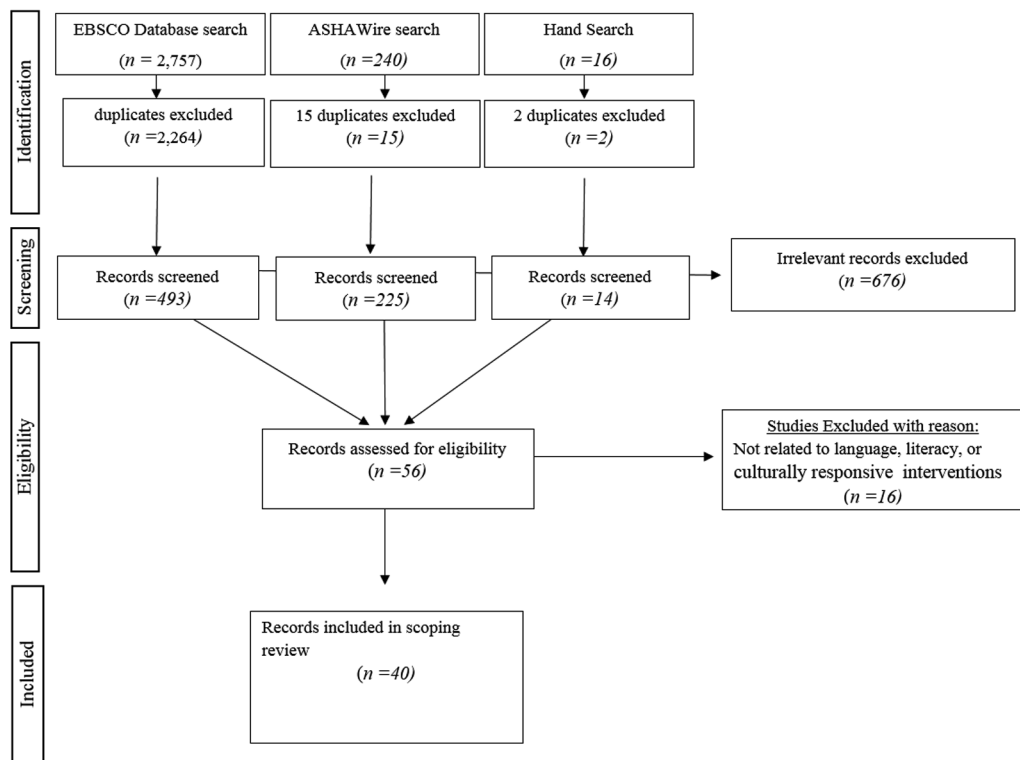 Identification
EBSCO Database search
(n = 2,757)
ASHAWire search
(n =240)
Hand Search
(n =16)
duplicates excluded
(n =2,264)
15 duplicates excluded
(n =15)
2 duplicates excluded
(n =2)
Screening
Records screened
(n =493)
Records screened
(n =225)
Records screened
(n =14)
Irrelevant records excluded
(n =676)
Eligibility
Records assessed for eligibility
(n =56)
Studies Excluded with reason:
Not related to language, literacy, or
culturally responsive interventions
(n =16)
Included
Records included in scoping
review
(n =40)